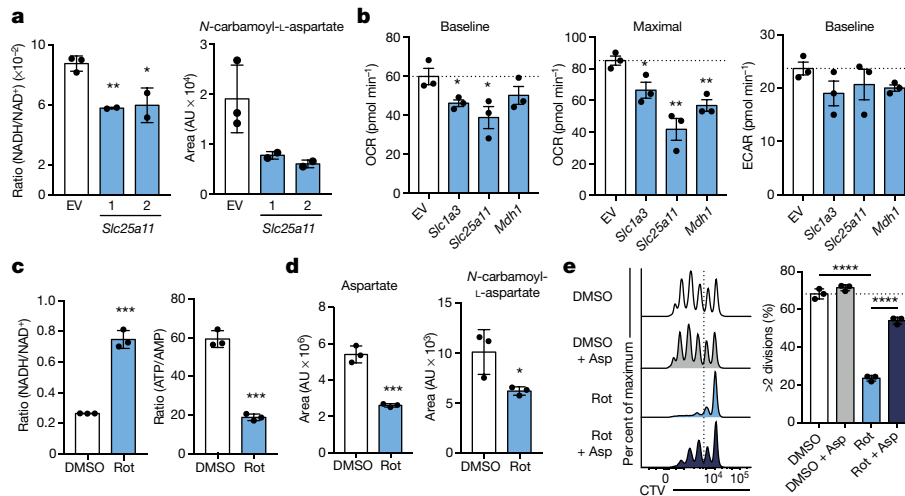 a
Ratio (NADH/NAD⁺) (×10⁻²)
10
8
6
4
2
0
**
*
EV
1
2
Slc25a11
N-carbamoyl-L-aspartate
Area (AU × 10⁴)
3
2
1
0
EV
1
2
Slc25a11
b
Baseline
OCR (pmol min⁻¹)
80
60
40
20
0
*
*
EV
Slc1a3
Slc25a11
Mdh1
Maximal
OCR (pmol min⁻¹)
100
80
60
40
20
0
*
**
**
EV
Slc1a3
Slc25a11
Mdh1
Baseline
ECAR (pmol min⁻¹)
30
20
10
0
EV
Slc1a3
Slc25a11
Mdh1
c
Ratio (NADH/NAD⁺)
1.0
0.8
0.6
0.4
0.2
0
***
DMSO
Rot
Ratio (ATP/AMP)
80
60
40
20
0
***
DMSO
Rot
d
Aspartate
Area (AU × 10⁶)
8
6
4
2
0
***
DMSO
Rot
N-carbamoyl-
L-aspartate
Area (AU × 10³)
15
10
5
0
*
DMSO
Rot
e
Percent of maximum
DMSO
DMSO
+ Asp
Rot
Rot
+ Asp
0
10⁴
10⁵
CTV
>2 divisions (%)
80
60
40
20
0
****
****
DMSO
DMSO + Asp
Rot
Rot + Asp